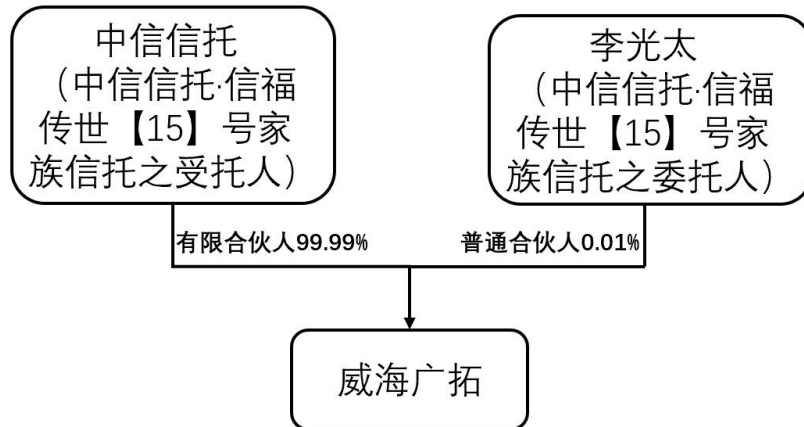 中信信托
（中信信托·信福
传世【15】号家
族信托之受托人）
李光太
（中信信托·信福
传世【15】号家
族信托之委托人）
有限合伙人99.99%
普通合伙人0.01%
威海广拓